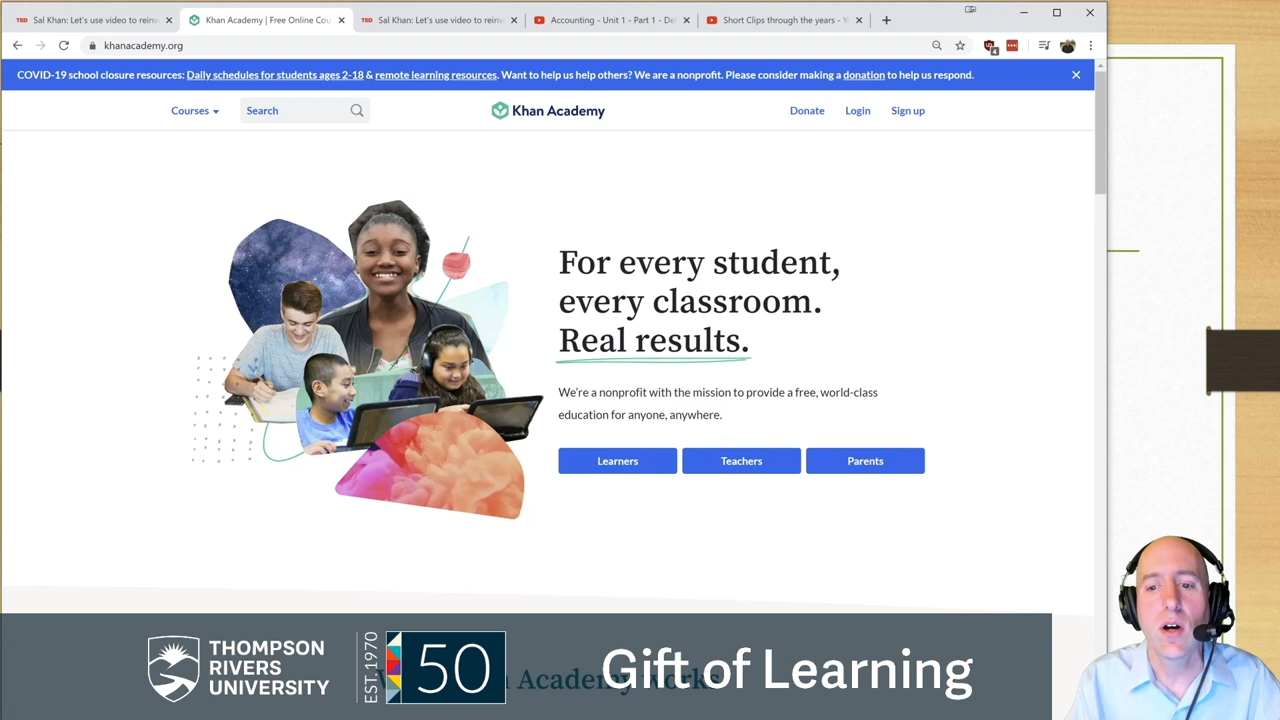 Sal Khan: Let's use video to reinv
Khan Academy | Free Online Cou
Sal Khan: Let's use video to reinv
Accounting - Unit 1 - Part 1 - De
Short Clips through the years - Y
khanacademy.org
COVID-19 school closure resources: Daily schedules for students ages 2-18 & remote learning resources. Want to help us help others? We are a nonprofit. Please consider making a donation to help us respond.
Courses
Search
Khan Academy
Donate
Login
Sign up
For every student,
every classroom.
Real results.
We're a nonprofit with the mission to provide a free, world-class
education for anyone, anywhere.
Learners
Teachers
Parents
THOMPSON
RIVERS
UNIVERSITY
EST.1970
50
Gift of Learning
Academy works